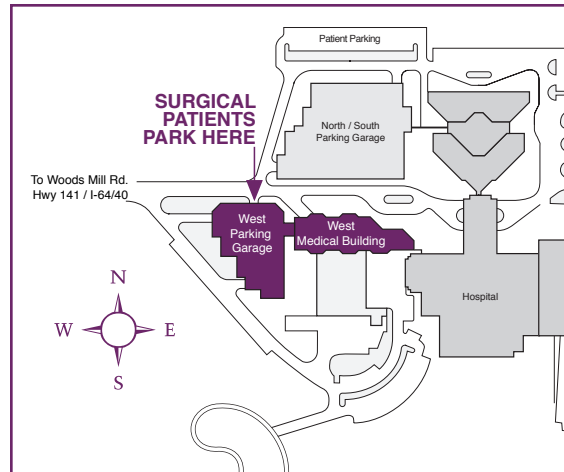 Patient Parking
SURGICAL
PATIENTS
PARK HERE
North / South
Parking Garage
To Woods Mill Rd.
Hwy 141 / I-64/40
West
Parking
Garage
West
Medical Building
Hospital
N
W
E
S